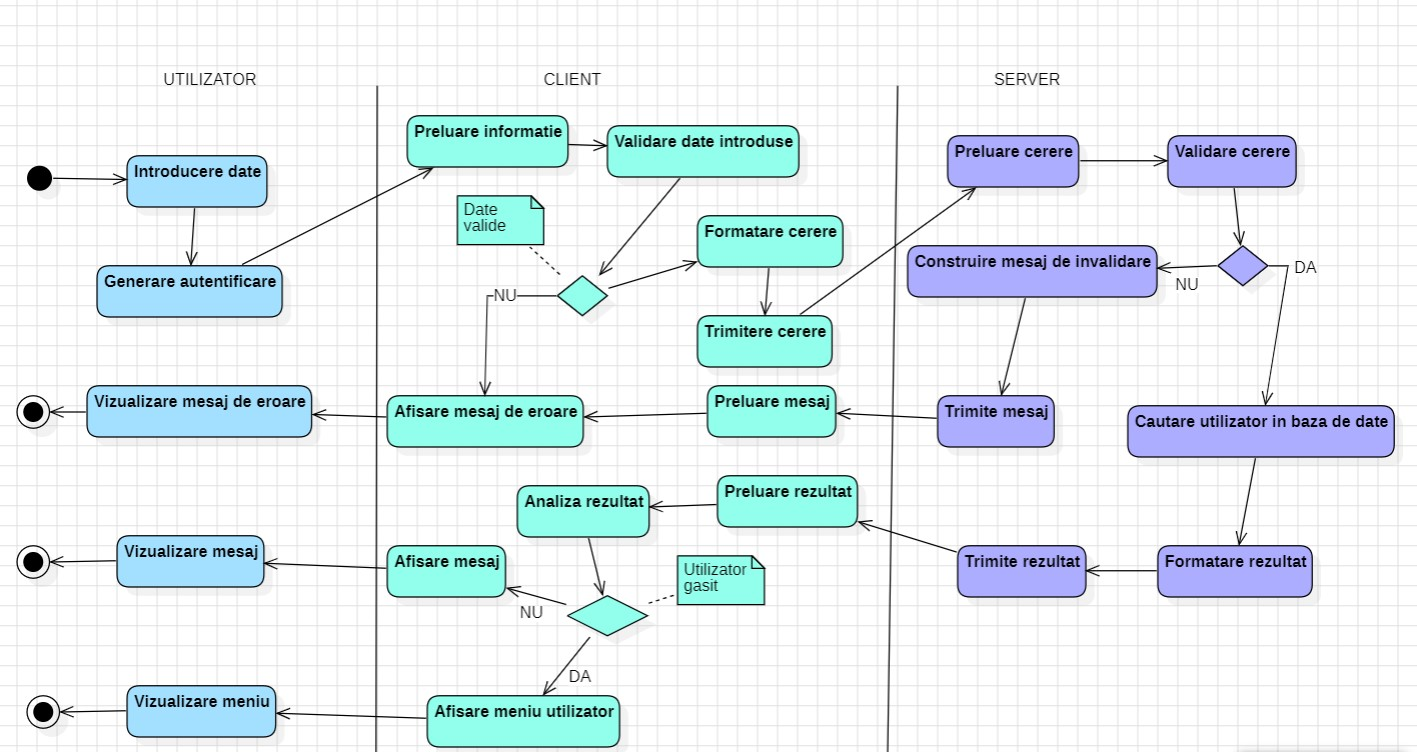 UTILIZATOR
CLIENT
SERVER
Preluare informatie
Validare date introduse
Preluare cerere
Validare cerere
Introducere date
Date
valide
Formatare cerere
Construire mesaj de invalidare
DA
NU
Generare autentificare
NU
Trimitere cerere
Vizualizare mesaj de eroare
Afisare mesaj de eroare
Preluare mesaj
Trimite mesaj
Cautare utilizator in baza de date
Analiza rezultat
Preluare rezultat
Vizualizare mesaj
Afisare mesaj
Utilizator
gasit
Trimite rezultat
Formatare rezultat
NU
DA
Vizualizare meniu
Afisare meniu utilizator